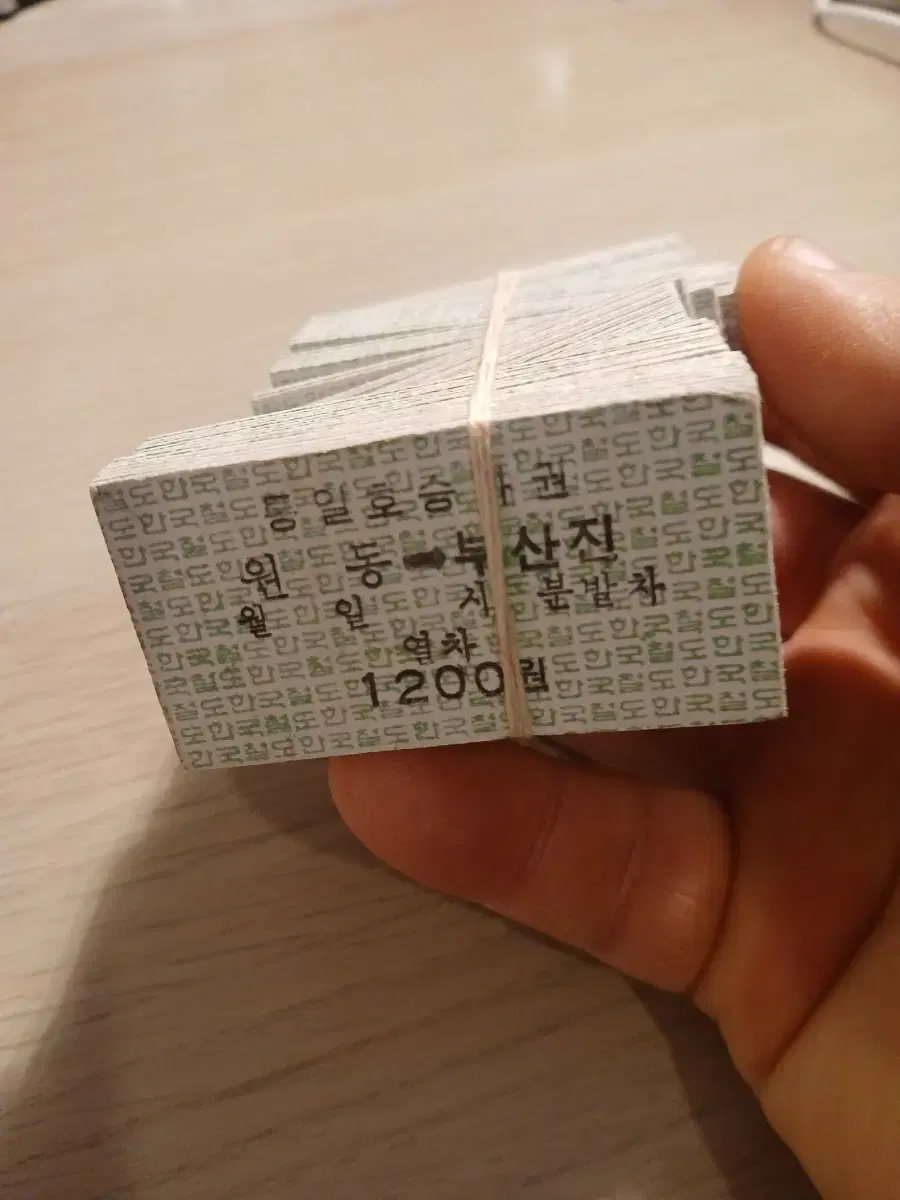 통일호승차권
원 동➡부산진
월 일 시 분발차
열차
1200원